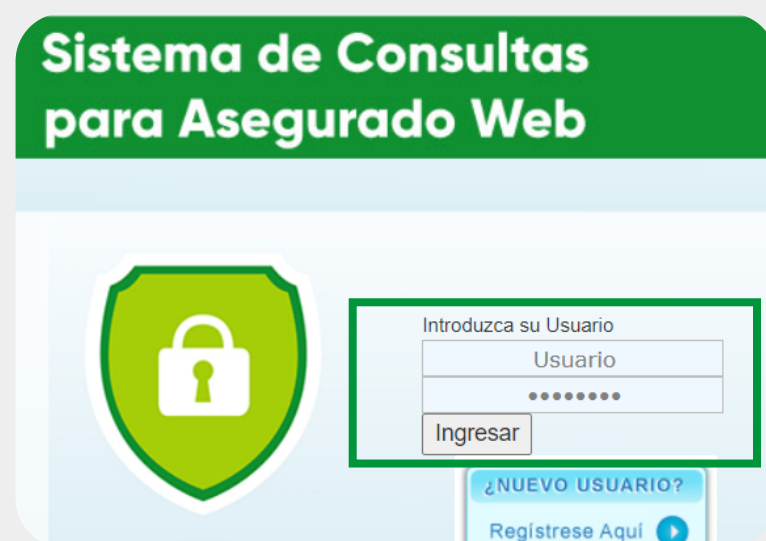 Sistema de Consultas
para Asegurado Web
Introduzca su Usuario
Usuario
••••••••
Ingresar
¿NUEVO USUARIO?
Regístrese Aquí